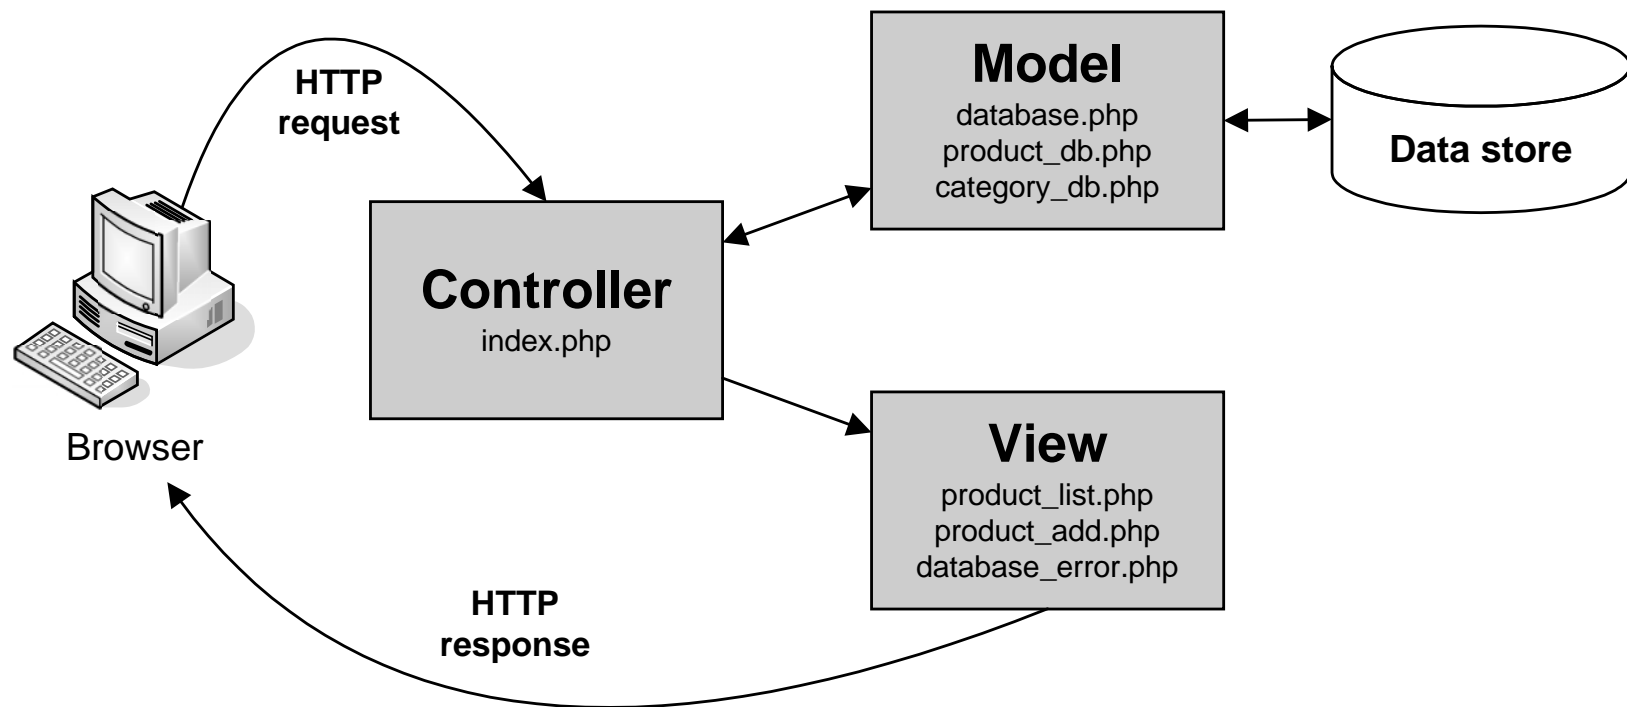 HTTP
request
Model
database.php
product_db.php
category_db.php
Data store
Controller
index.php
Browser
View
product_list.php
product_add.php
database_error.php
HTTP
response